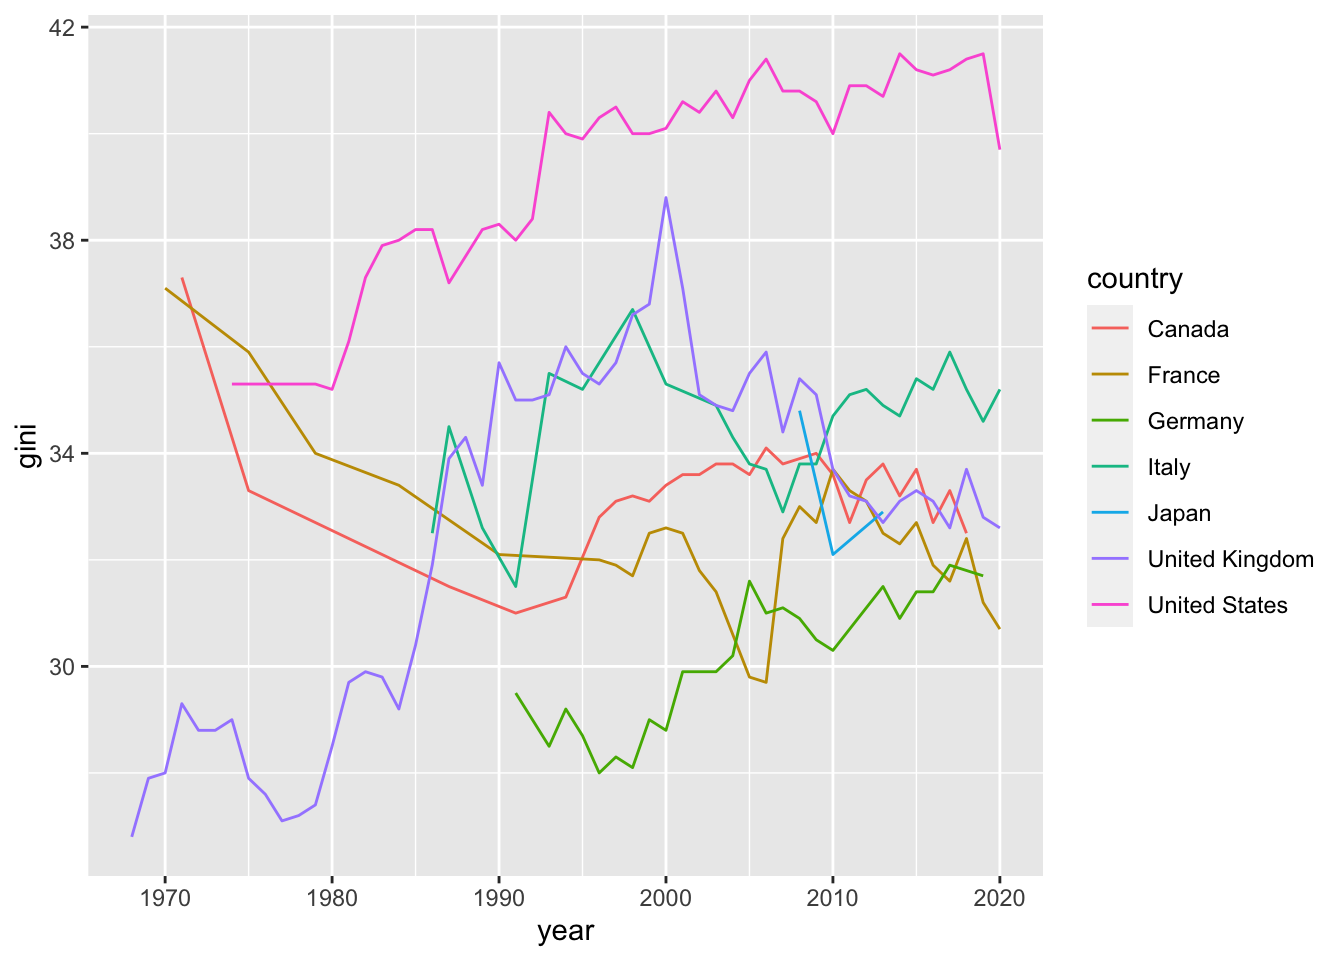 42
38
34
30
gini
1970 1980 1990 2000 2010 2020
year
country
Canada
France
Germany
Italy
Japan
United Kingdom
United States